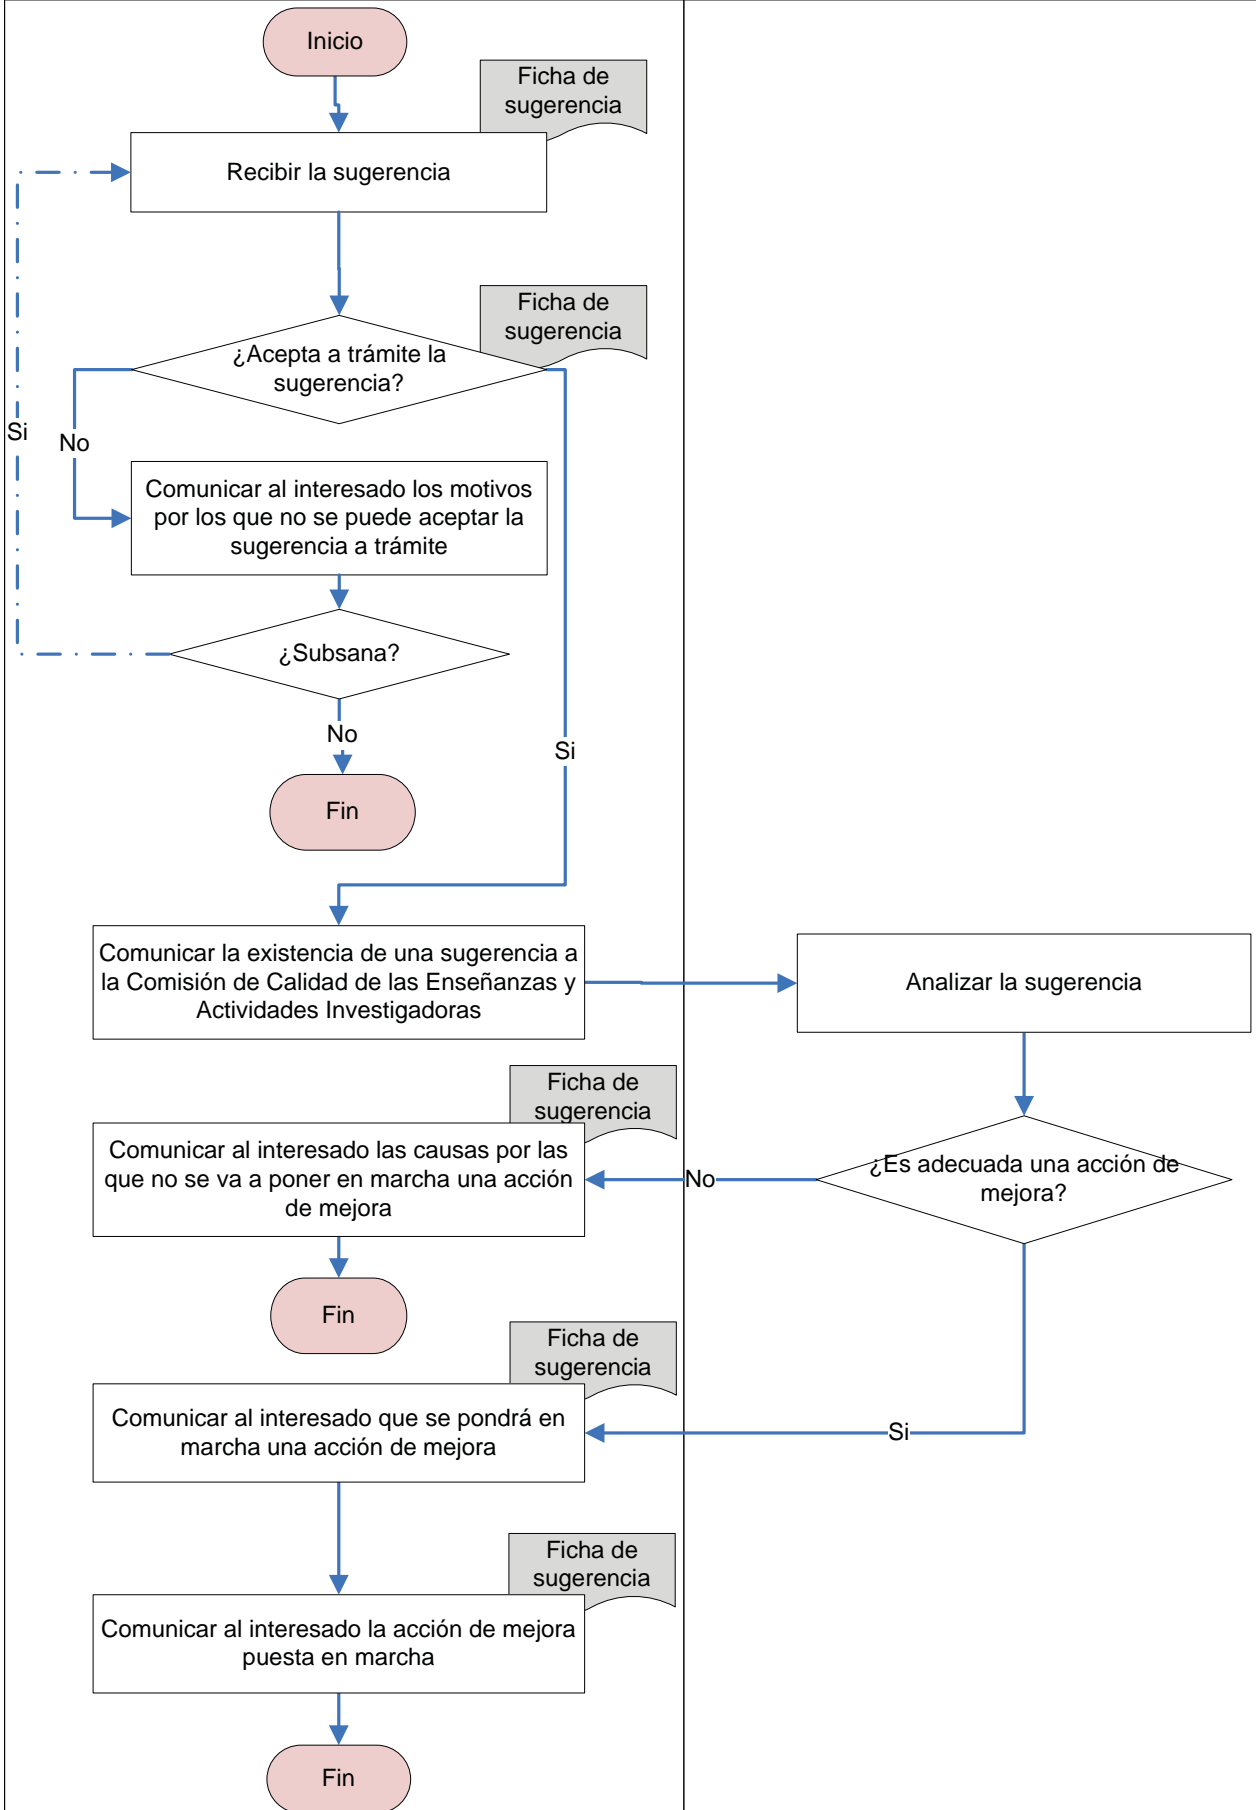 Inicio
Ficha de
sugerencia
Recibir la sugerencia
Ficha de
sugerencia
¿Acepta a trámite la
sugerencia?
Si
No
Comunicar al interesado los motivos
por los que no se puede aceptar la
sugerencia a trámite
¿Subsana?
No
Si
Fin
Comunicar la existencia de una sugerencia a
la Comisión de Calidad de las Enseñanzas y
Actividades Investigadoras
Analizar la sugerencia
Ficha de
sugerencia
Comunicar al interesado las causas por las
que no se va a poner en marcha una acción
de mejora
No
¿Es adecuada una acción de
mejora?
Fin
Ficha de
sugerencia
Comunicar al interesado que se pondrá en
marcha una acción de mejora
Si
Ficha de
sugerencia
Comunicar al interesado la acción de mejora
puesta en marcha
Fin